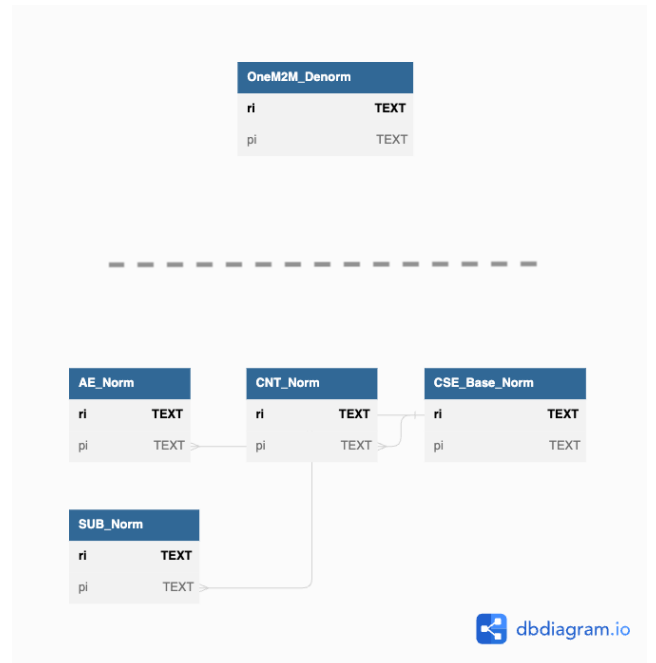 OneM2M_Denorm
ri TEXT
pi TEXT
AE_Norm
ri TEXT
pi TEXT
CNT_Norm
ri TEXT
pi TEXT
CSE_Base_Norm
ri TEXT
pi TEXT
SUB_Norm
ri TEXT
pi TEXT
dbdiagram.io